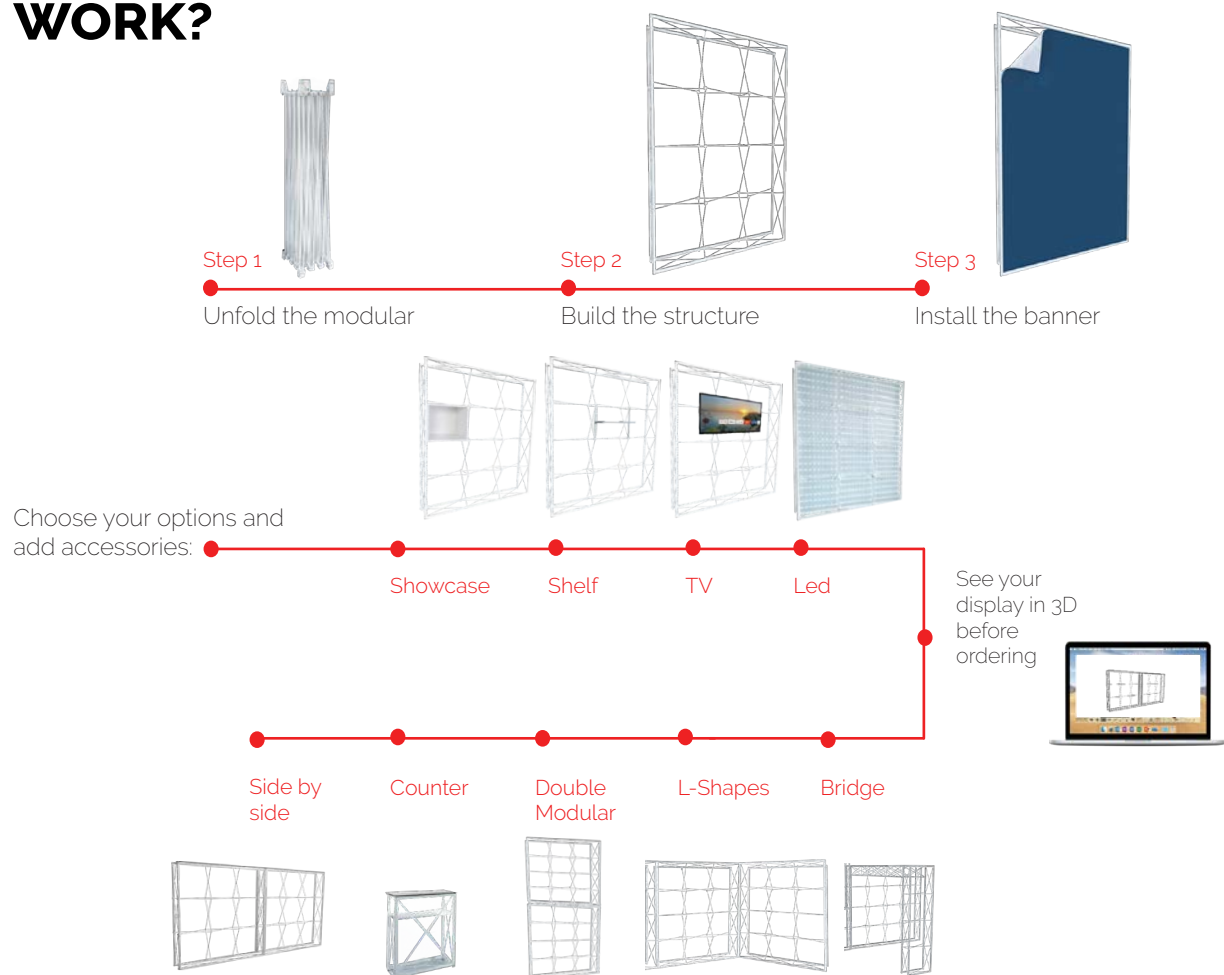 WORK?
Step 1
Step 2
Step 3
Unfold the modular
Build the structure
Install the banner
Choose your options and
add accessories:
Showcase
Shelf
TV
Led
See your
display in 3D
before
ordering
Side by
side
Counter
Double
Modular
L-Shapes
Bridge